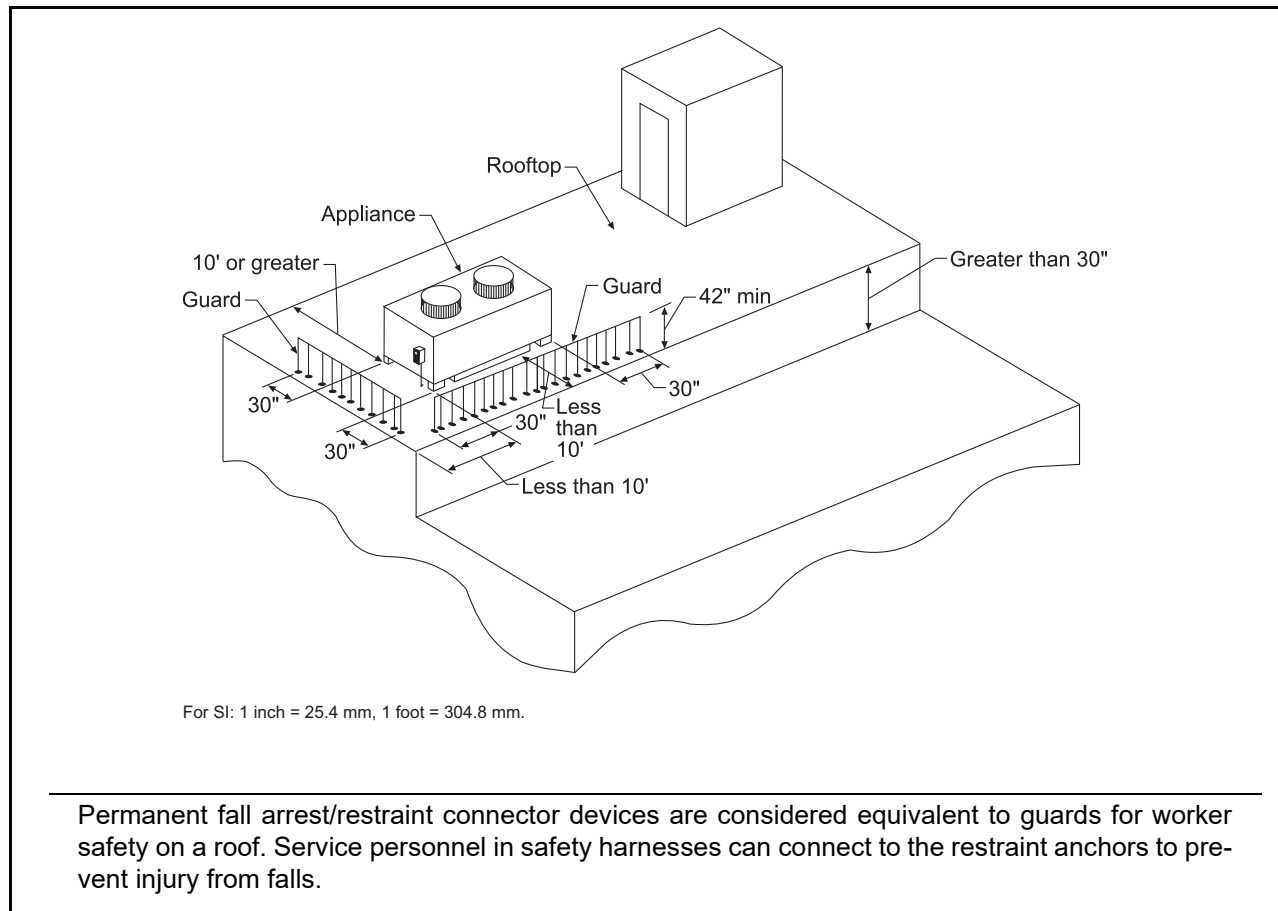 Rooftop
Appliance
10' or greater
Guard
Greater than 30"
Guard
42" min
30"
30"
30"
30"
Less
than
10'
Less than 10'
For SI: 1 inch = 25.4 mm, 1 foot = 304.8 mm.
Permanent fall arrest/restraint connector devices are considered equivalent to guards for worker
safety on a roof. Service personnel in safety harnesses can connect to the restraint anchors to pre-
vent injury from falls.